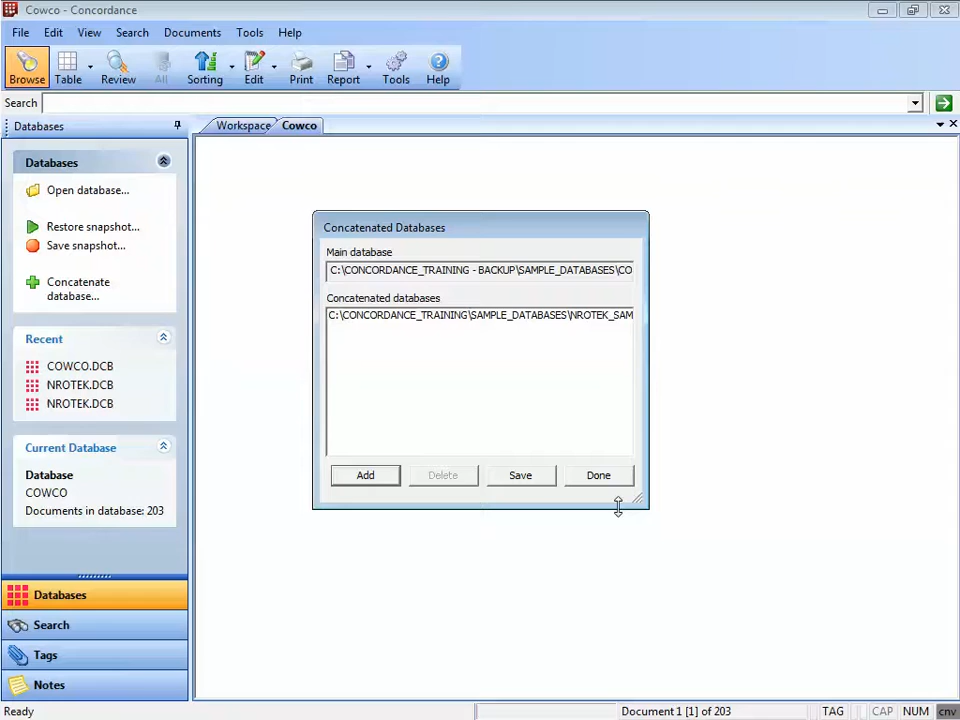 Cowco - Concordance
File Edit View Search Documents Tools Help
Browse Table Review All Sorting Edit Print Report Tools Help
Search
Databases
Workspace Cowco
Databases
Open database...
Restore snapshot...
Save snapshot...
Concatenate
database...
Recent
COWCO.DCB
NROTEK.DCB
NROTEK.DCB
Current Database
Database
COWCO
Documents in database: 203
Concatenated Databases
Main database
C:\CONCORDANCE_TRAINING - BACKUP\SAMPLE_DATABASES\CO
Concatenated databases
C:\CONCORDANCE_TRAINING\SAMPLE_DATABASES\NROTEK_SAM
Add Delete Save Done
Databases
Search
Tags
Notes
Ready Document 1 [1] of 203 TAG CAP NUM cnv